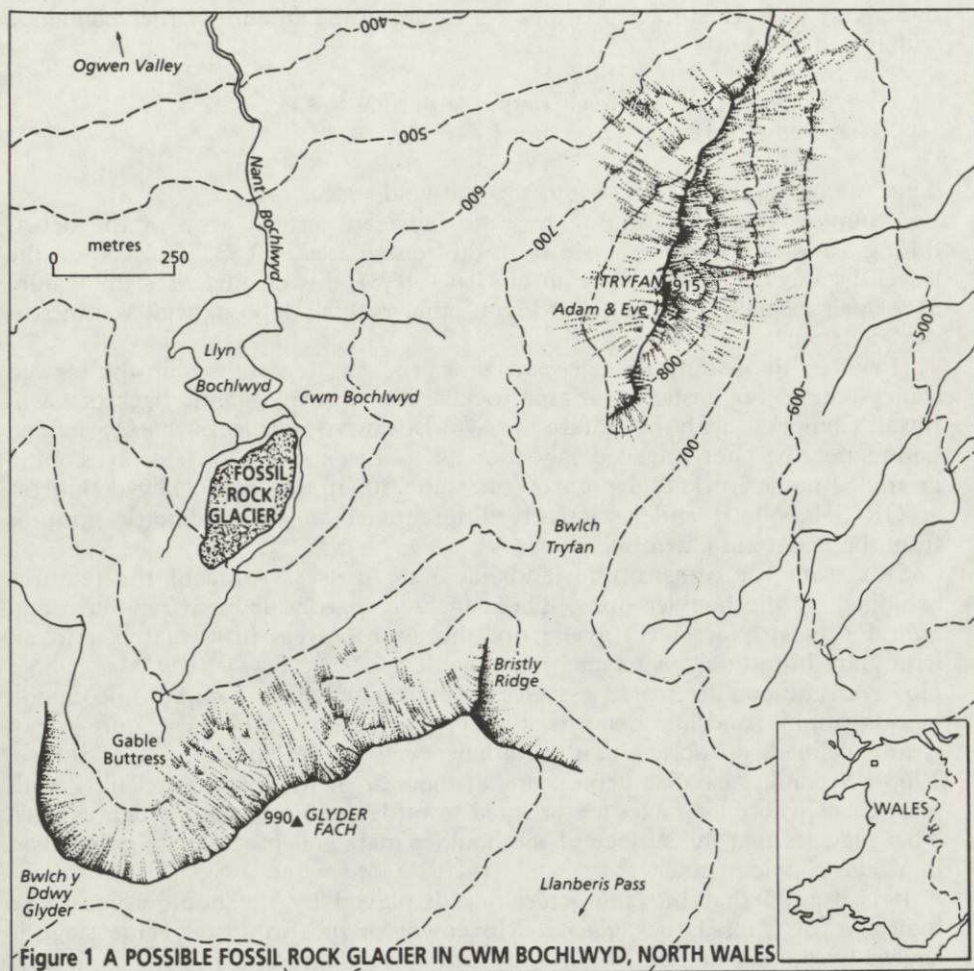 400
Ogwen Valley
500
Nant Bochlwyd
600
metres
0 250
700
TRYFAN
915
Adam & Eve
800
500
Llyn
Bochlwyd
Cwm Bochlwyd
600
700
FOSSIL
ROCK
GLACIER
Bwlch
Tryfan
Bristly
Ridge
Gable
Buttress
990
GLYDER
FACH
WALES
Bwlch y
Ddwy
Glyder
Llanberis Pass
Figure 1 A POSSIBLE FOSSIL ROCK GLACIER IN CWM BOCHLWYD, NORTH WALES